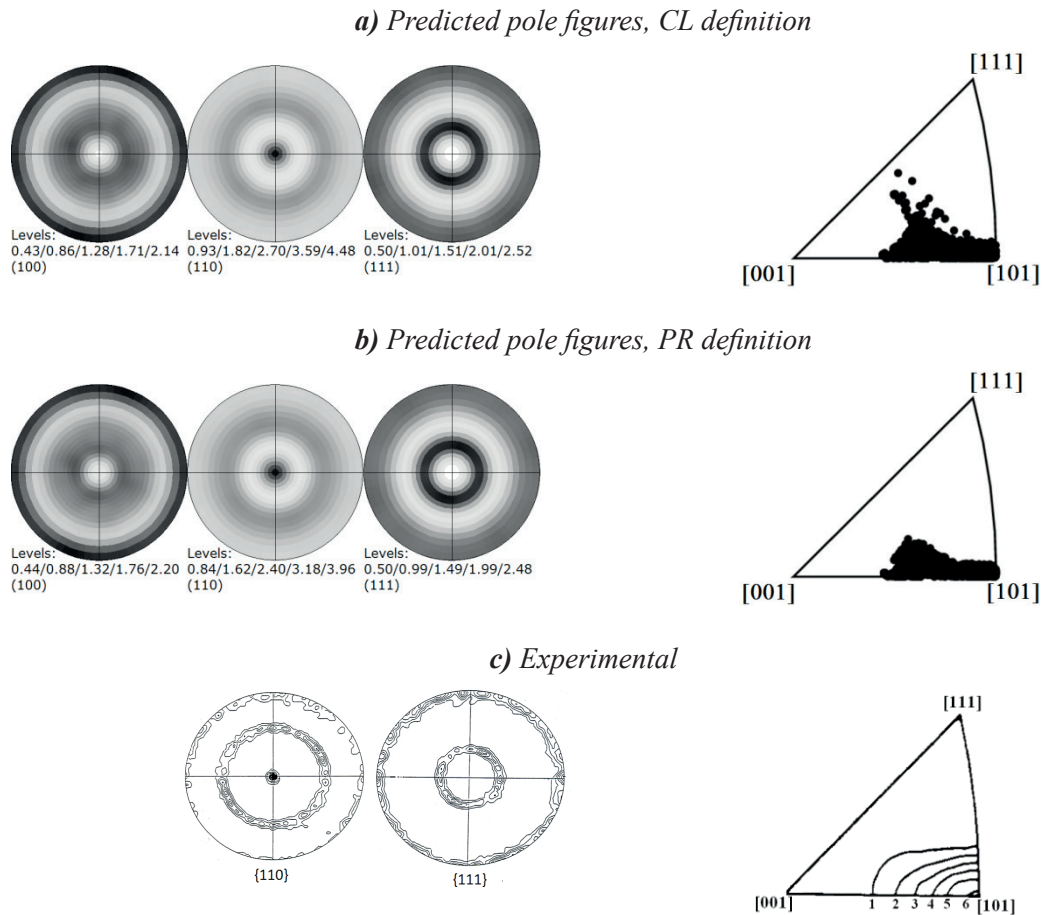 a) Predicted pole figures, CL definition
[111]
Levels:
0.43/0.86/1.28/1.71/2.14
(100)
Levels:
0.93/1.82/2.70/3.59/4.48
(110)
Levels:
0.50/1.01/1.51/2.01/2.52
(111)
[001]
[101]
b) Predicted pole figures, PR definition
[111]
Levels:
0.44/0.88/1.32/1.76/2.20
(100)
Levels:
0.84/1.62/2.40/3.18/3.96
(110)
Levels:
0.50/0.99/1.49/1.99/2.48
(111)
[001]
[101]
c) Experimental
{110}
{111}
[111]
[001]
1 2 3 4 5 6
[101]